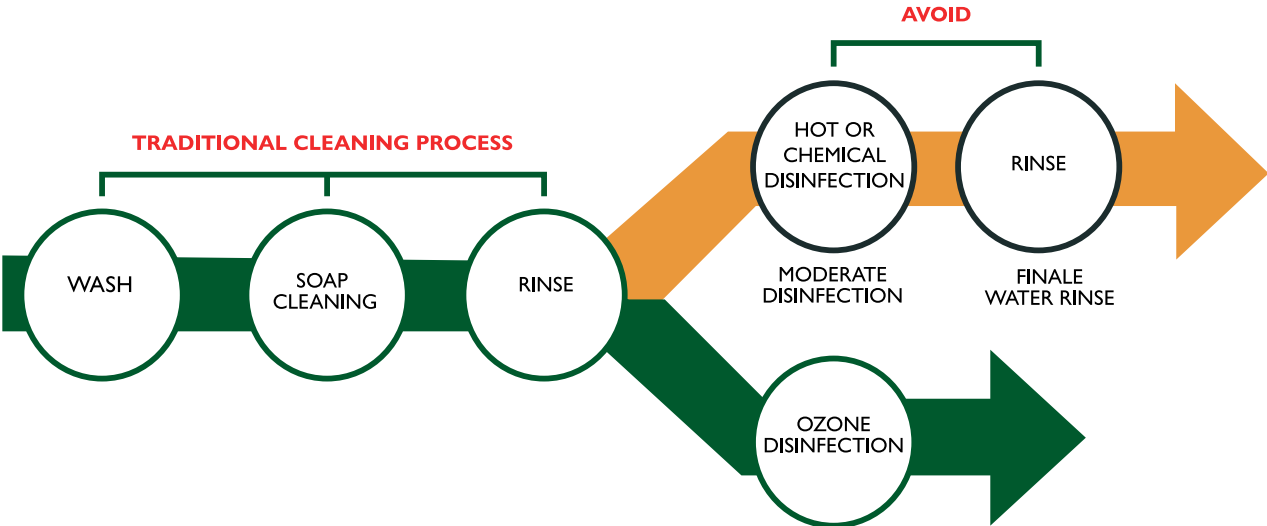 AVOID
TRADITIONAL CLEANING PROCESS
WASH
SOAP
CLEANING
RINSE
HOT OR
CHEMICAL
DISINFECTION
RINSE
MODERATE
DISINFECTION
FINALE
WATER RINSE
OZONE
DISINFECTION